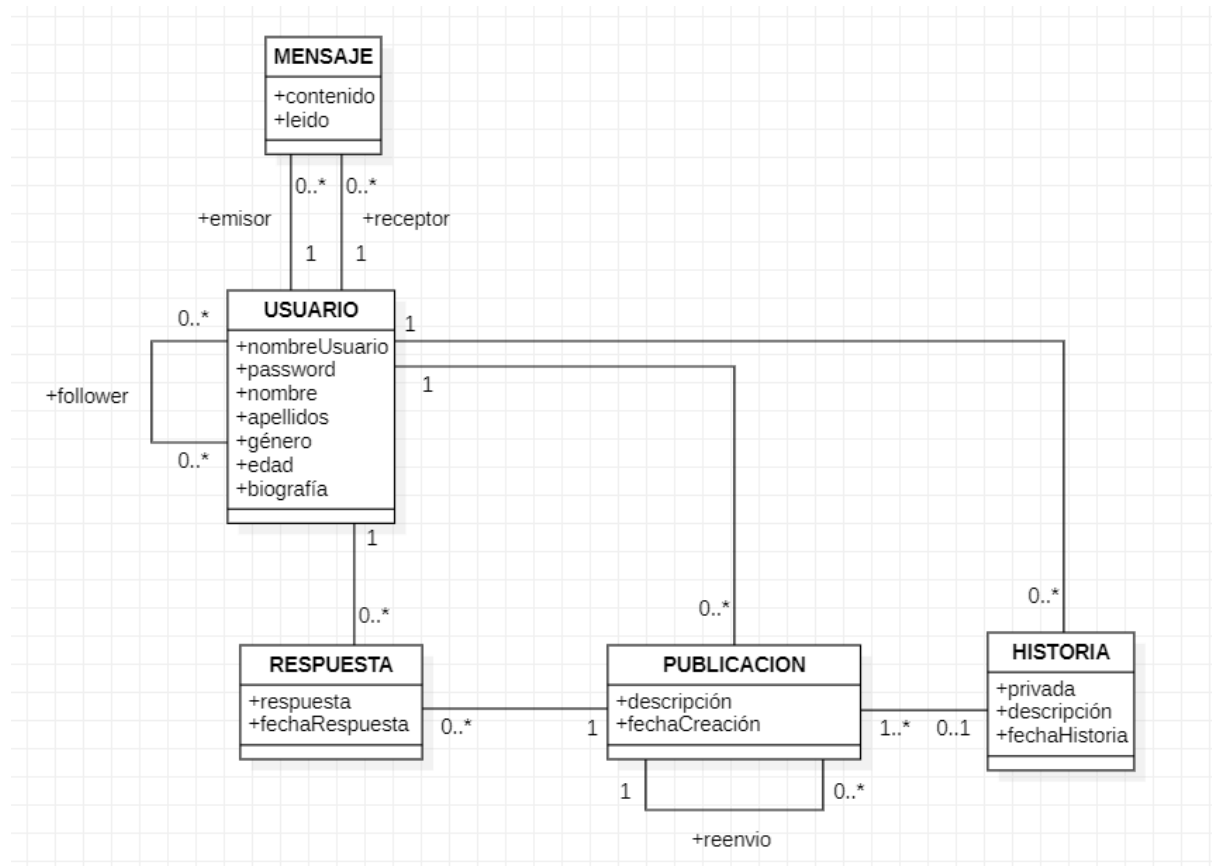 MENSAJE
+contenido
+leido
0..*
0..*
+emisor
+receptor
1
1
USUARIO
+nombreUsuario
+password
+nombre
+apellidos
+género
+edad
+biografía
0..*
+follower
0..*
1
1
1
0..*
0..*
0..*
RESPUESTA
+respuesta
+fechaRespuesta
0..*
1
PUBLICACION
+descripción
+fechaCreación
1..*
0..1
HISTORIA
+privada
+descripción
+fechaHistoria
1
0..*
+reenvio